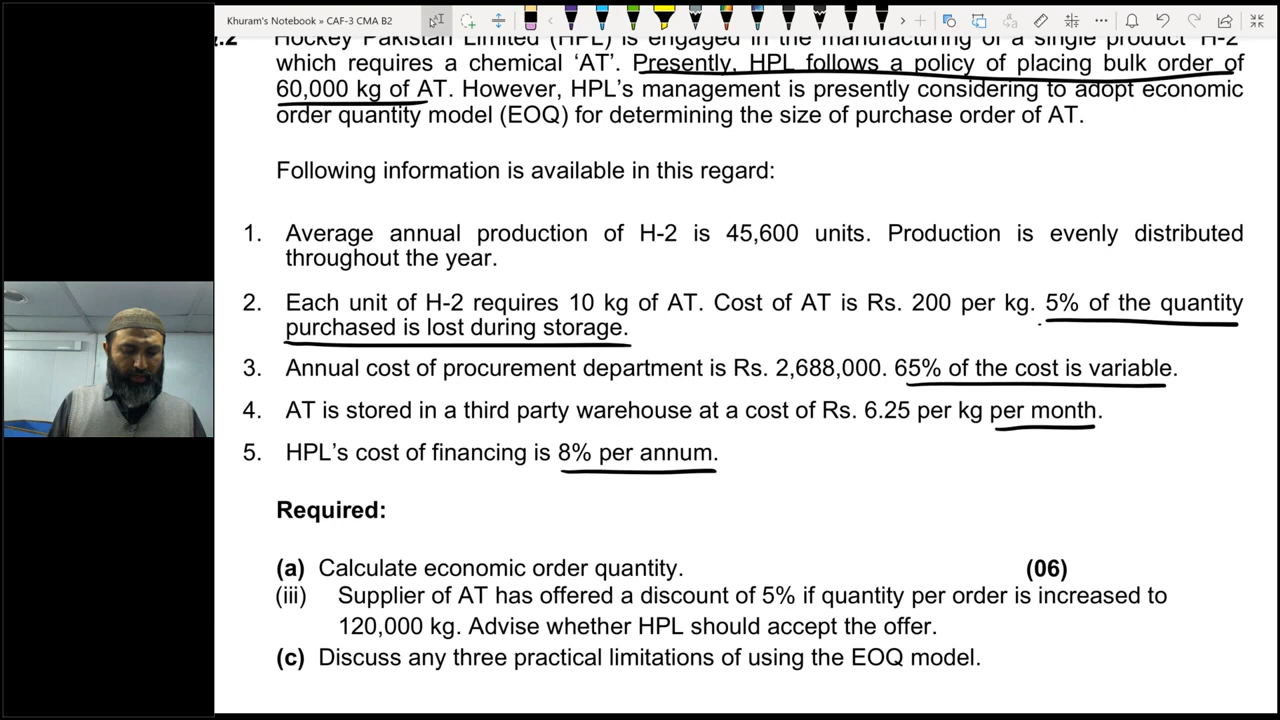 Khuram's Notebook » CAF-3 CMA B2
.2 Hockey Pakistan Limited (HPL) is engaged in the manufacturing of a single product 'H-2'
which requires a chemical ‘AT’. Presently, HPL follows a policy of placing bulk order of
60,000 kg of AT. However, HPL’s management is presently considering to adopt economic
order quantity model (EOQ) for determining the size of purchase order of AT.
Following information is available in this regard:
1. Average annual production of H-2 is 45,600 units. Production is evenly distributed
throughout the year.
2. Each unit of H-2 requires 10 kg of AT. Cost of AT is Rs. 200 per kg. 5% of the quantity
purchased is lost during storage.
3. Annual cost of procurement department is Rs. 2,688,000. 65% of the cost is variable.
4. AT is stored in a third party warehouse at a cost of Rs. 6.25 per kg per month.
5. HPL’s cost of financing is 8% per annum.
Required:
(a) Calculate economic order quantity. (06)
(iii) Supplier of AT has offered a discount of 5% if quantity per order is increased to
120,000 kg. Advise whether HPL should accept the offer.
(c) Discuss any three practical limitations of using the EOQ model.